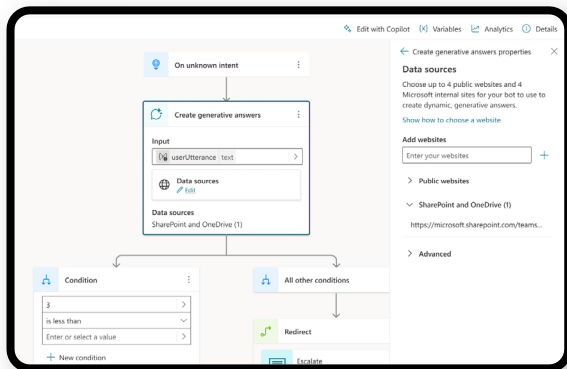 Edit with Copilot {x} Variables Analytics Details
On unknown intent
Create generative answers
Input
{x} userUtterance text
Data sources
Edit
Data sources
SharePoint and OneDrive (1)
Condition
3
is less than
Enter or select a value
New condition
All other conditions
Redirect
Escalate
Create generative answers properties
Data sources
Choose up to 4 public websites and 4
Microsoft internal sites for your bot to use to
create dynamic, generative answers.
Show how to choose a website
Add websites
Enter your websites
Public websites
SharePoint and OneDrive (1)
https://microsoft.sharepoint.com/teams...
Advanced